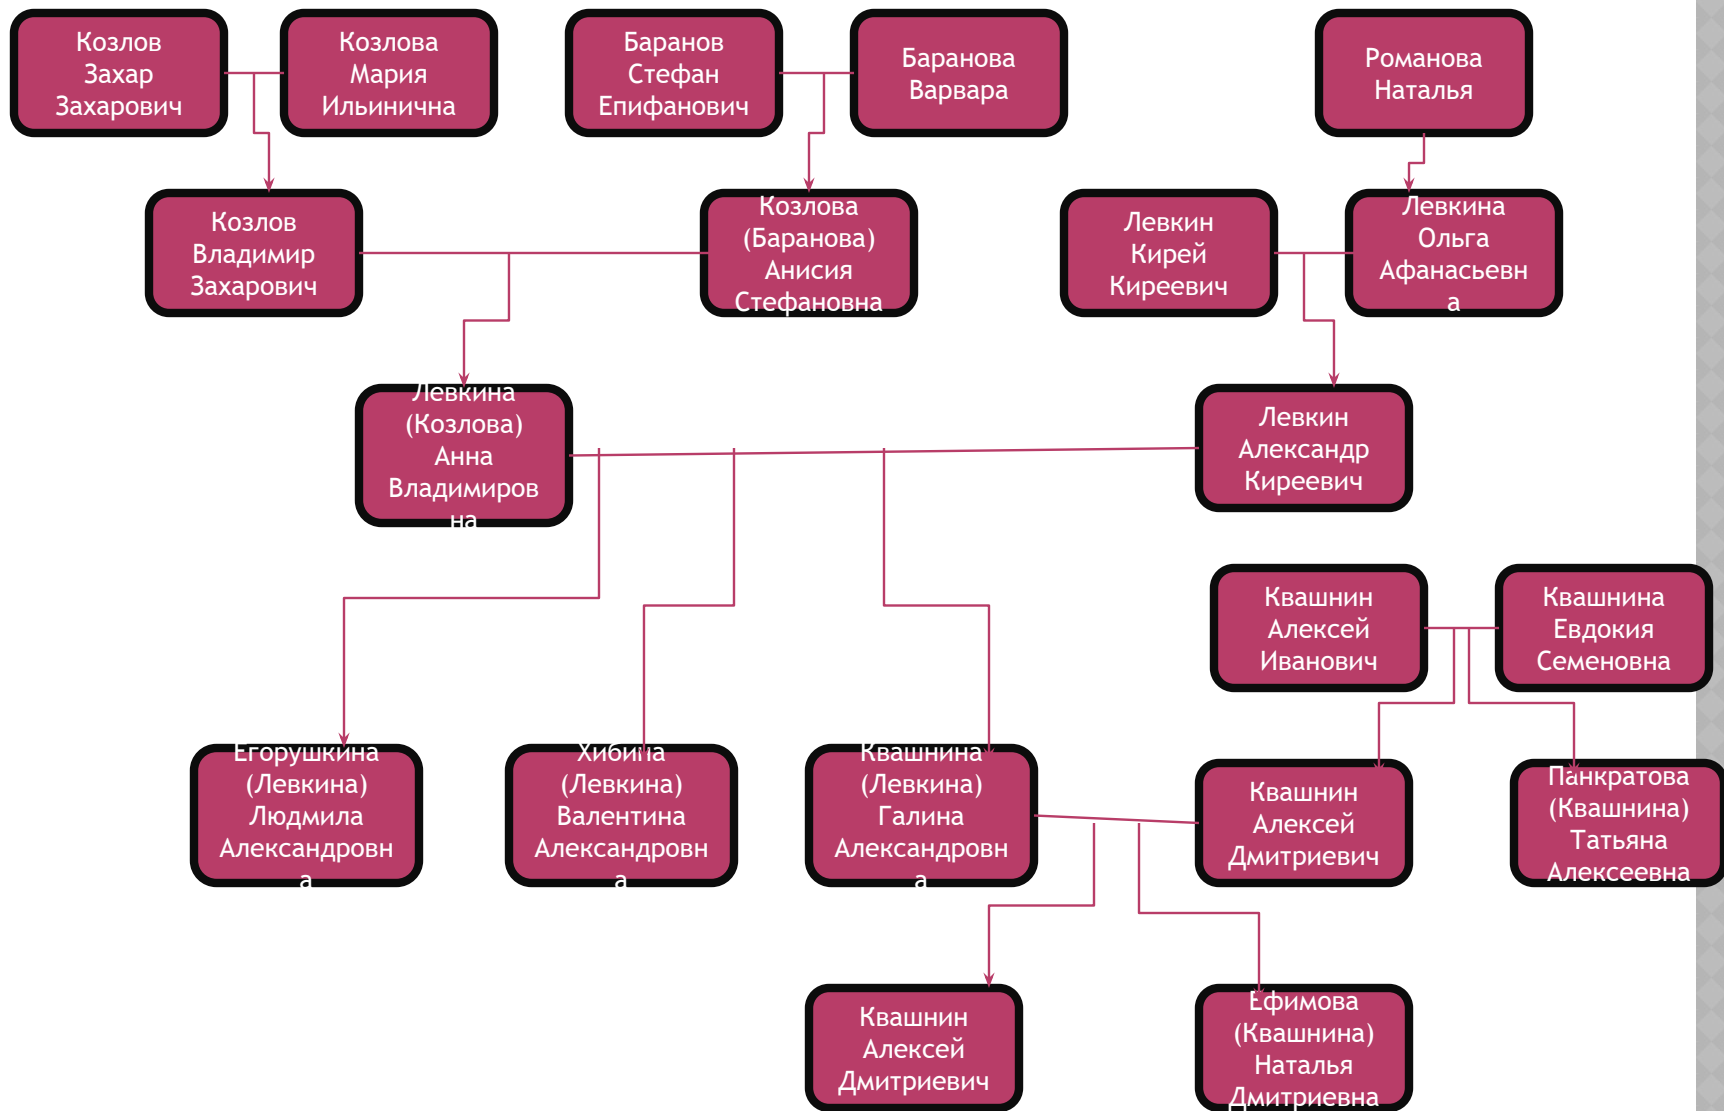 Козлов
Захар
Захарович
Козлова
Мария
Ильинична
Баранов
Стефан
Епифанович
Баранова
Варвара
Романова
Наталья
Козлов
Владимир
Захарович
Козлова
(Баранова)
Анисия
Стефановна
Левкин
Кирей
Киреевич
Левкина
Ольга
Афанасьевн
а
Левкина
(Козлова)
Анна
Владимиров
на
Левкин
Александр
Киреевич
Квашнин
Алексей
Иванович
Квашнина
Евдокия
Семеновна
Егорушкина
(Левкина)
Людмила
Александровн
а
(Левкина)
Валентина
Александровн
а
Квашнина
(Левкина)
Галина
Александровн
а
Квашнин
Алексей
Дмитриевич
Панкратова
(Квашнина)
Татьяна
Алексеевна
Квашнин
Алексей
Дмитриевич
Ефимова
(Квашнина)
Наталья
Дмитриевна